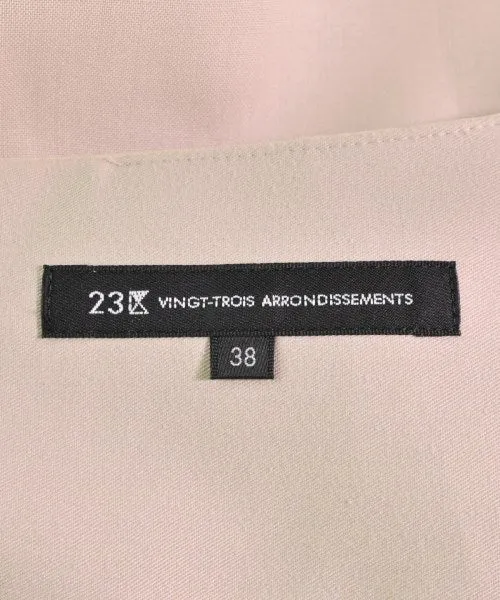 23区 VINGT-TROIS ARRONDISSEMENTS
38